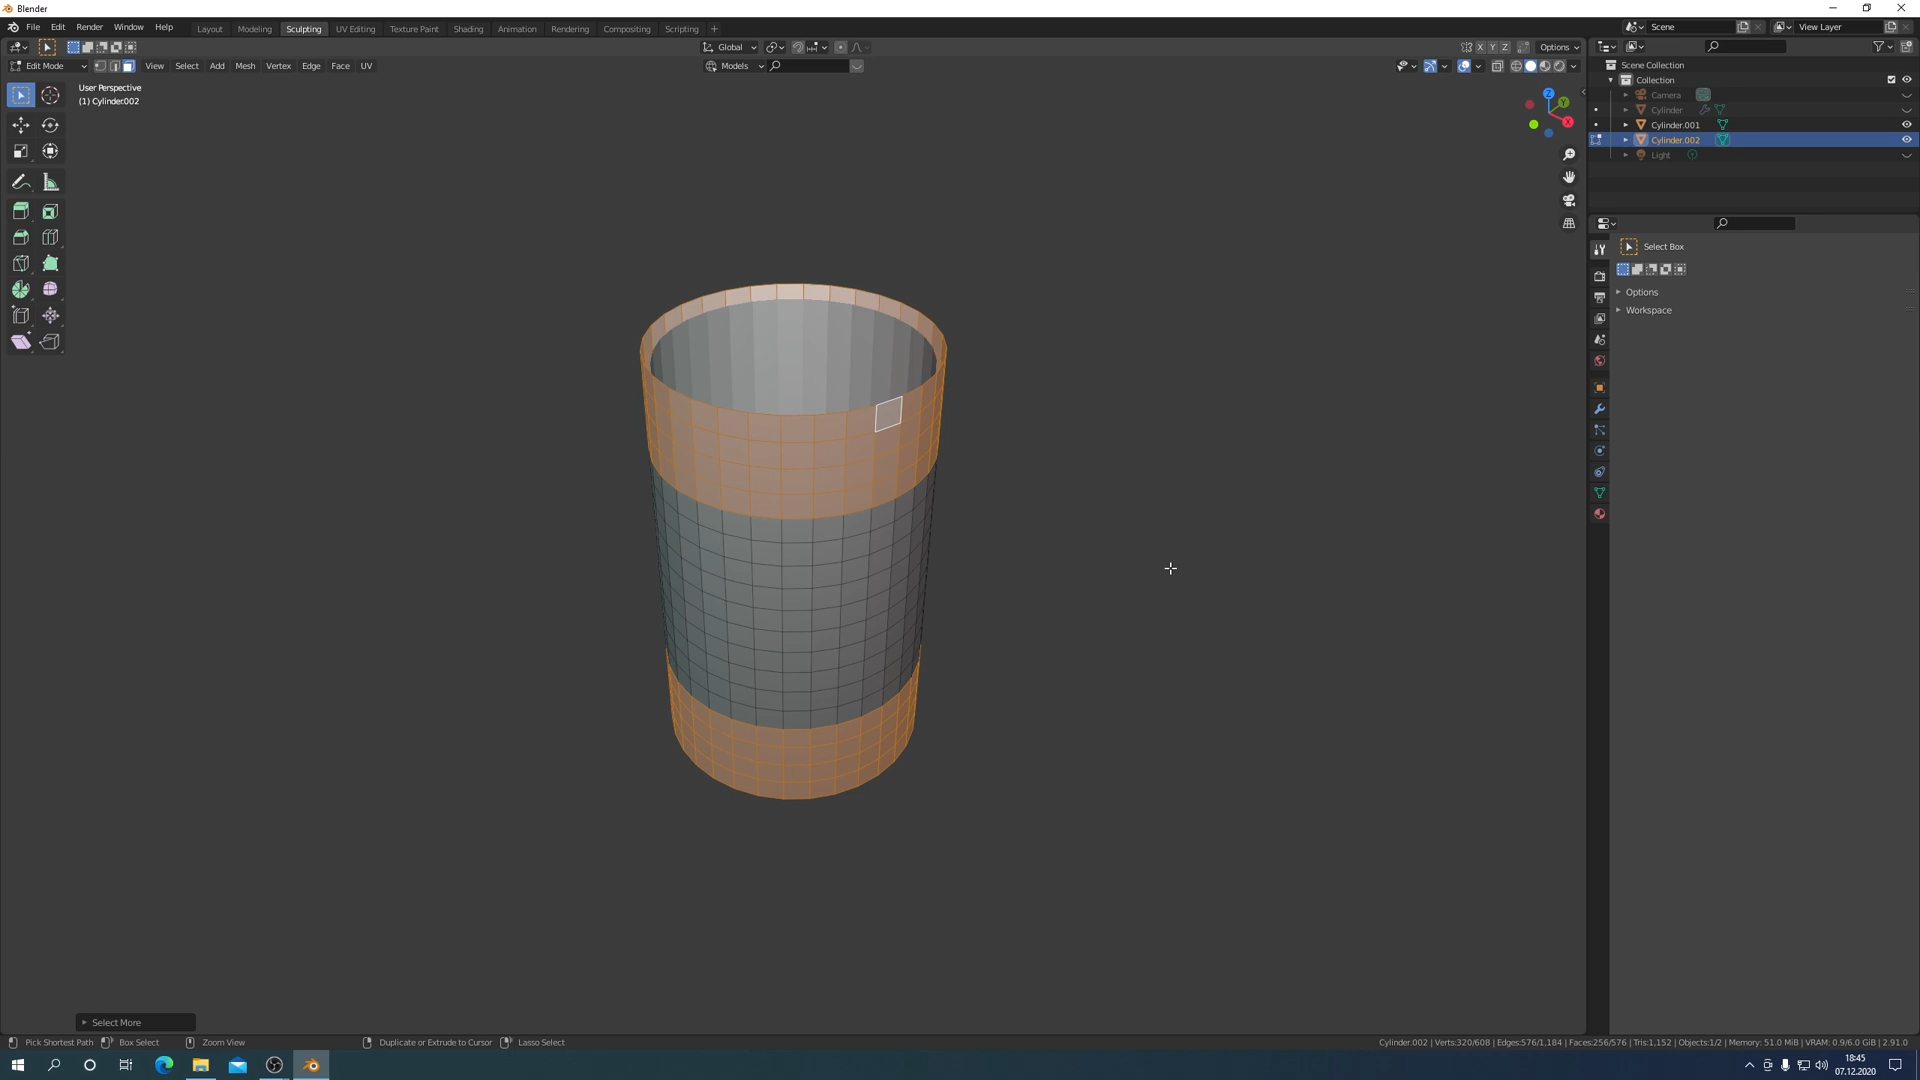 Blender
File Edit Render Window Help
Layout Modeling Sculpting UV Editing Texture Paint Shading Animation Rendering Compositing Scripting +
Scene
View Layer
Global
X Y Z
Options
Edit Mode
View Select Add Mesh Vertex Edge Face UV
Models
Scene Collection
Collection
Camera
Cylinder
Cylinder.001
Cylinder.002
Light
User Perspective
(1) Cylinder.002
Z
Y
X
Select Box
Options
Workspace
Select More
Pick Shortest Path Box Select Zoom View Duplicate or Extrude to Cursor Lasso Select
Cylinder.002 | Verts:320/608 | Edges:576/1,184 | Faces:256/576 | Tris:1,152 | Objects:1/2 | Memory: 51.0 MiB | VRAM: 0.9/6.0 GiB | 2.91.0
18:45
07.12.2020